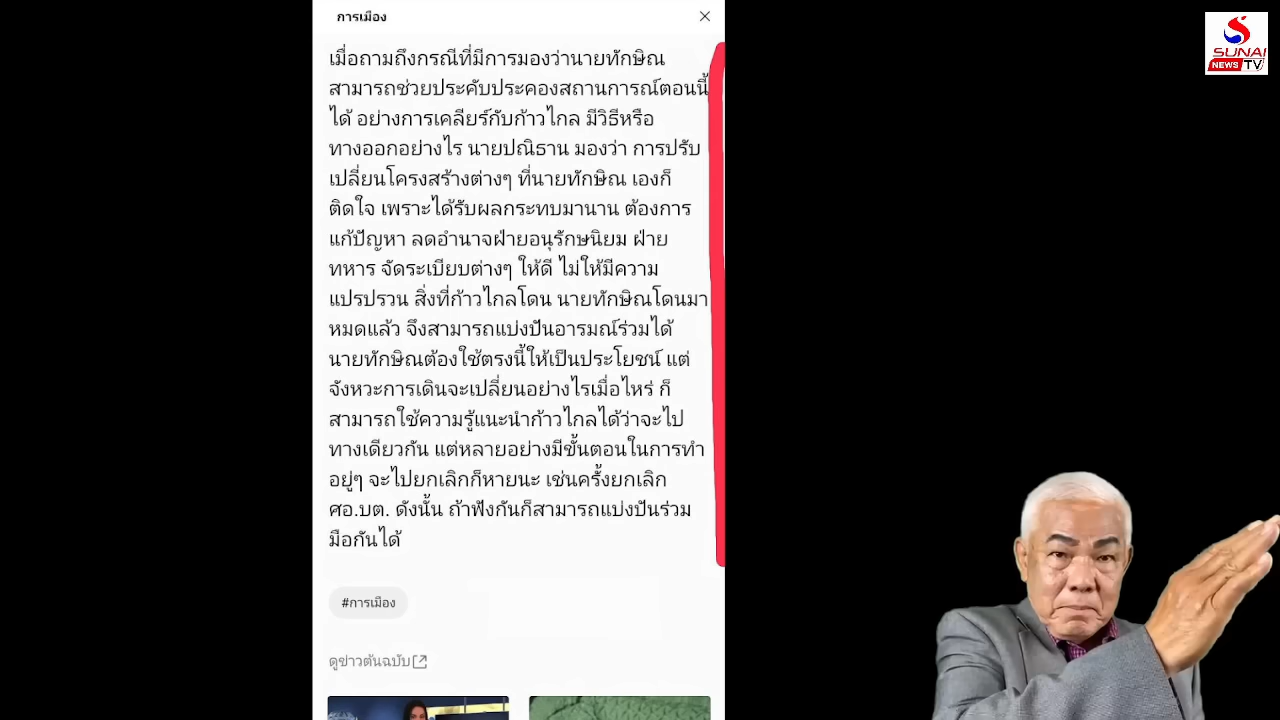 การเมือง
เมื่อถามถึงกรณีที่มีการมองว่านายทักษิณ
สามารถช่วยประคับประคองสถานการณ์ตอนนี้
ได้ อย่างการเคลียร์กับก้าวไกล มีวิธีหรือ
ทางออกอย่างไร นายปณิธาน มองว่า การปรับ
เปลี่ยนโครงสร้างต่างๆ ที่นายทักษิณ เองก็
ติดใจ เพราะได้รับผลกระทบมานาน ต้องการ
แก้ปัญหา ลดอำนาจฝ่ายอนุรักษนิยม ฝ่าย
ทหาร จัดระเบียบต่างๆ ให้ดี ไม่ให้มีความ
แปรปรวน สิ่งที่ก้าวไกลโดน นายทักษิณโดนมา
หมดแล้ว จึงสามารถแบ่งปันอารมณ์ร่วมได้
นายทักษิณต้องใช้ตรงนี้ให้เป็นประโยชน์ แต่
จังหวะการเดินจะเปลี่ยนอย่างไรเมื่อไหร่ ก็
สามารถใช้ความรู้แนะนำก้าวไกลได้ว่าจะไป
ทางเดียวกัน แต่หลายอย่างมีขั้นตอนในการทำ
อยู่ๆ จะไปยกเลิกก็หายนะ เช่นครั้งยกเลิก
ศอ.บต. ดังนั้น ถ้าฟังกันก็สามารถแบ่งปันร่วม
มือกันได้
#การเมือง
ดูข่าวต้นฉบับ
SUNAI
NEWS TV